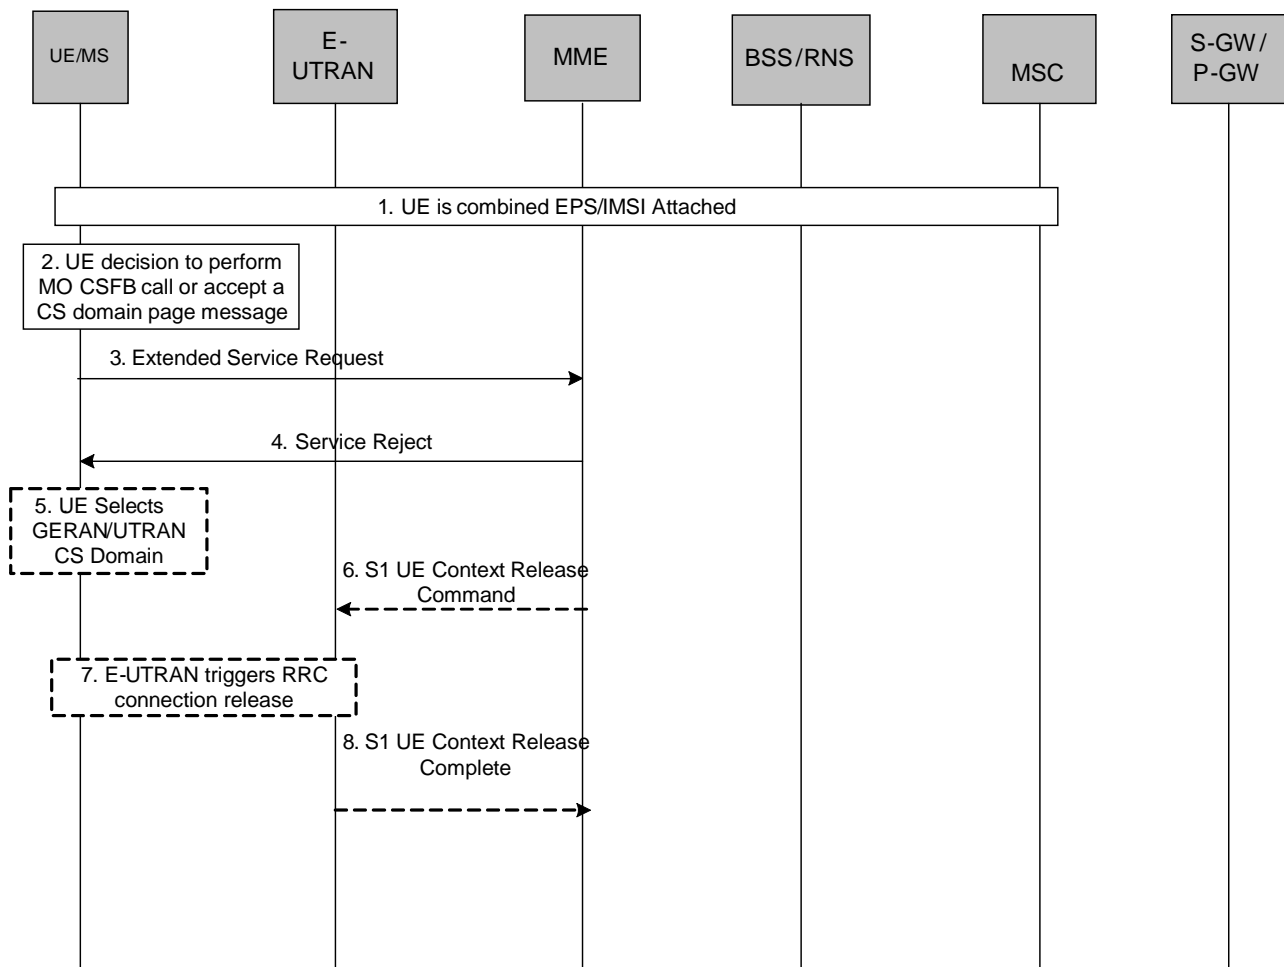 UE/MS
E-
UTRAN
MME
BSS/RNS
MSC
S-GW/
P-GW
1. UE is combined EPS/IMSI Attached
2. UE decision to perform
MO CSFB call or accept a
CS domain page message
3. Extended Service Request
4. Service Reject
5. UE Selects
GERAN/UTRAN
CS Domain
6. S1 UE Context Release
Command
7. E-UTRAN triggers RRC
connection release
8. S1 UE Context Release
Complete